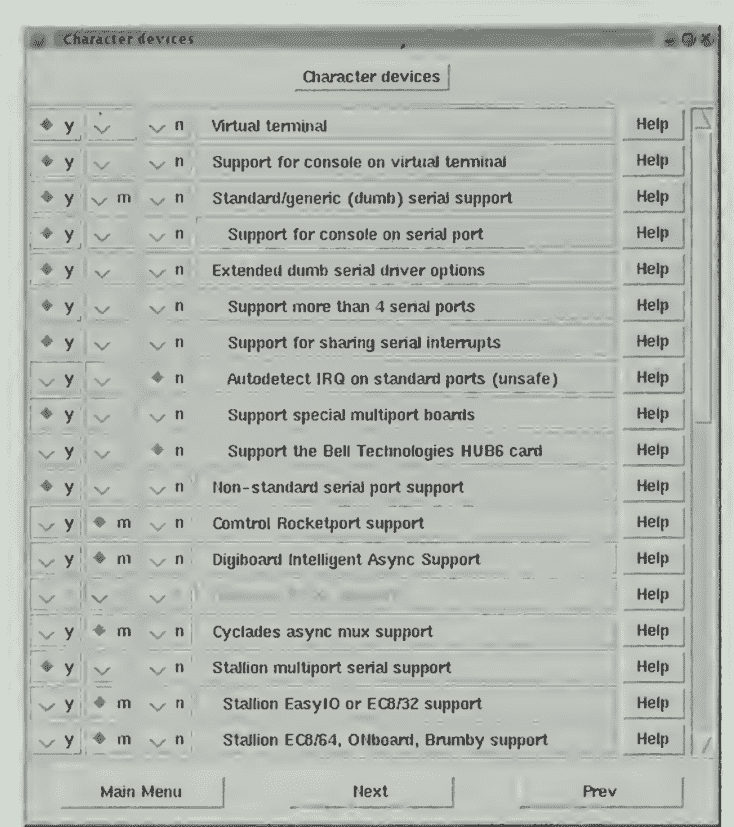 Character devices
Character devices
y n Virtual terminal Help
y n Support for console on virtual terminal Help
y m n Standard/generic (dumb) serial support Help
y n Support for console on serial port Help
y n Extended dumb serial driver options Help
y n Support more than 4 serial ports Help
y n Support for sharing serial interrupts Help
y n Autodetect IRQ on standard ports (unsafe) Help
y n Support special multiport boards Help
y n Support the Bell Technologies HUB6 card Help
y n Non-standard serial port support Help
y m n Comtrol Rocketport support Help
y m n Digiboard Intelligent Async Support Help
Help
y m n Cyclades async mux support Help
y n Stallion multiport serial support Help
y m n Stallion EasyIO or EC8/32 support Help
y m n Stallion EC8/64, ONboard, Brumby support Help
Main Menu Next Prev